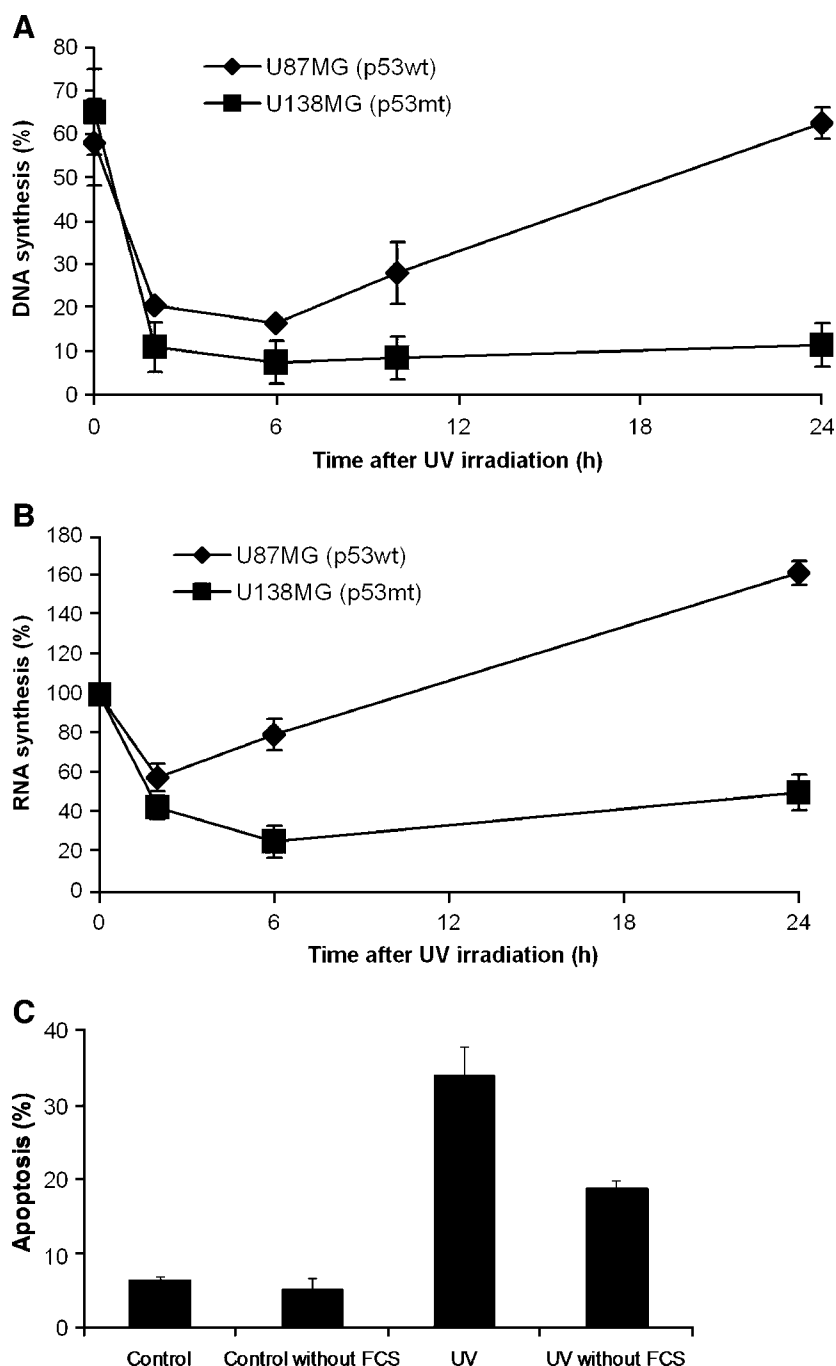 A
80
70
60
50
40
30
20
10
0
DNA synthesis (%)
U87MG (p53wt)
U138MG (p53mt)
0 6 12 18 24
Time after UV irradiation (h)
B
180
160
140
120
100
80
60
40
20
0
RNA synthesis (%)
U87MG (p53wt)
U138MG (p53mt)
0 6 12 18 24
Time after UV irradiation (h)
C
40
30
20
10
0
Apoptosis (%)
Control Control without FCS UV UV without FCS